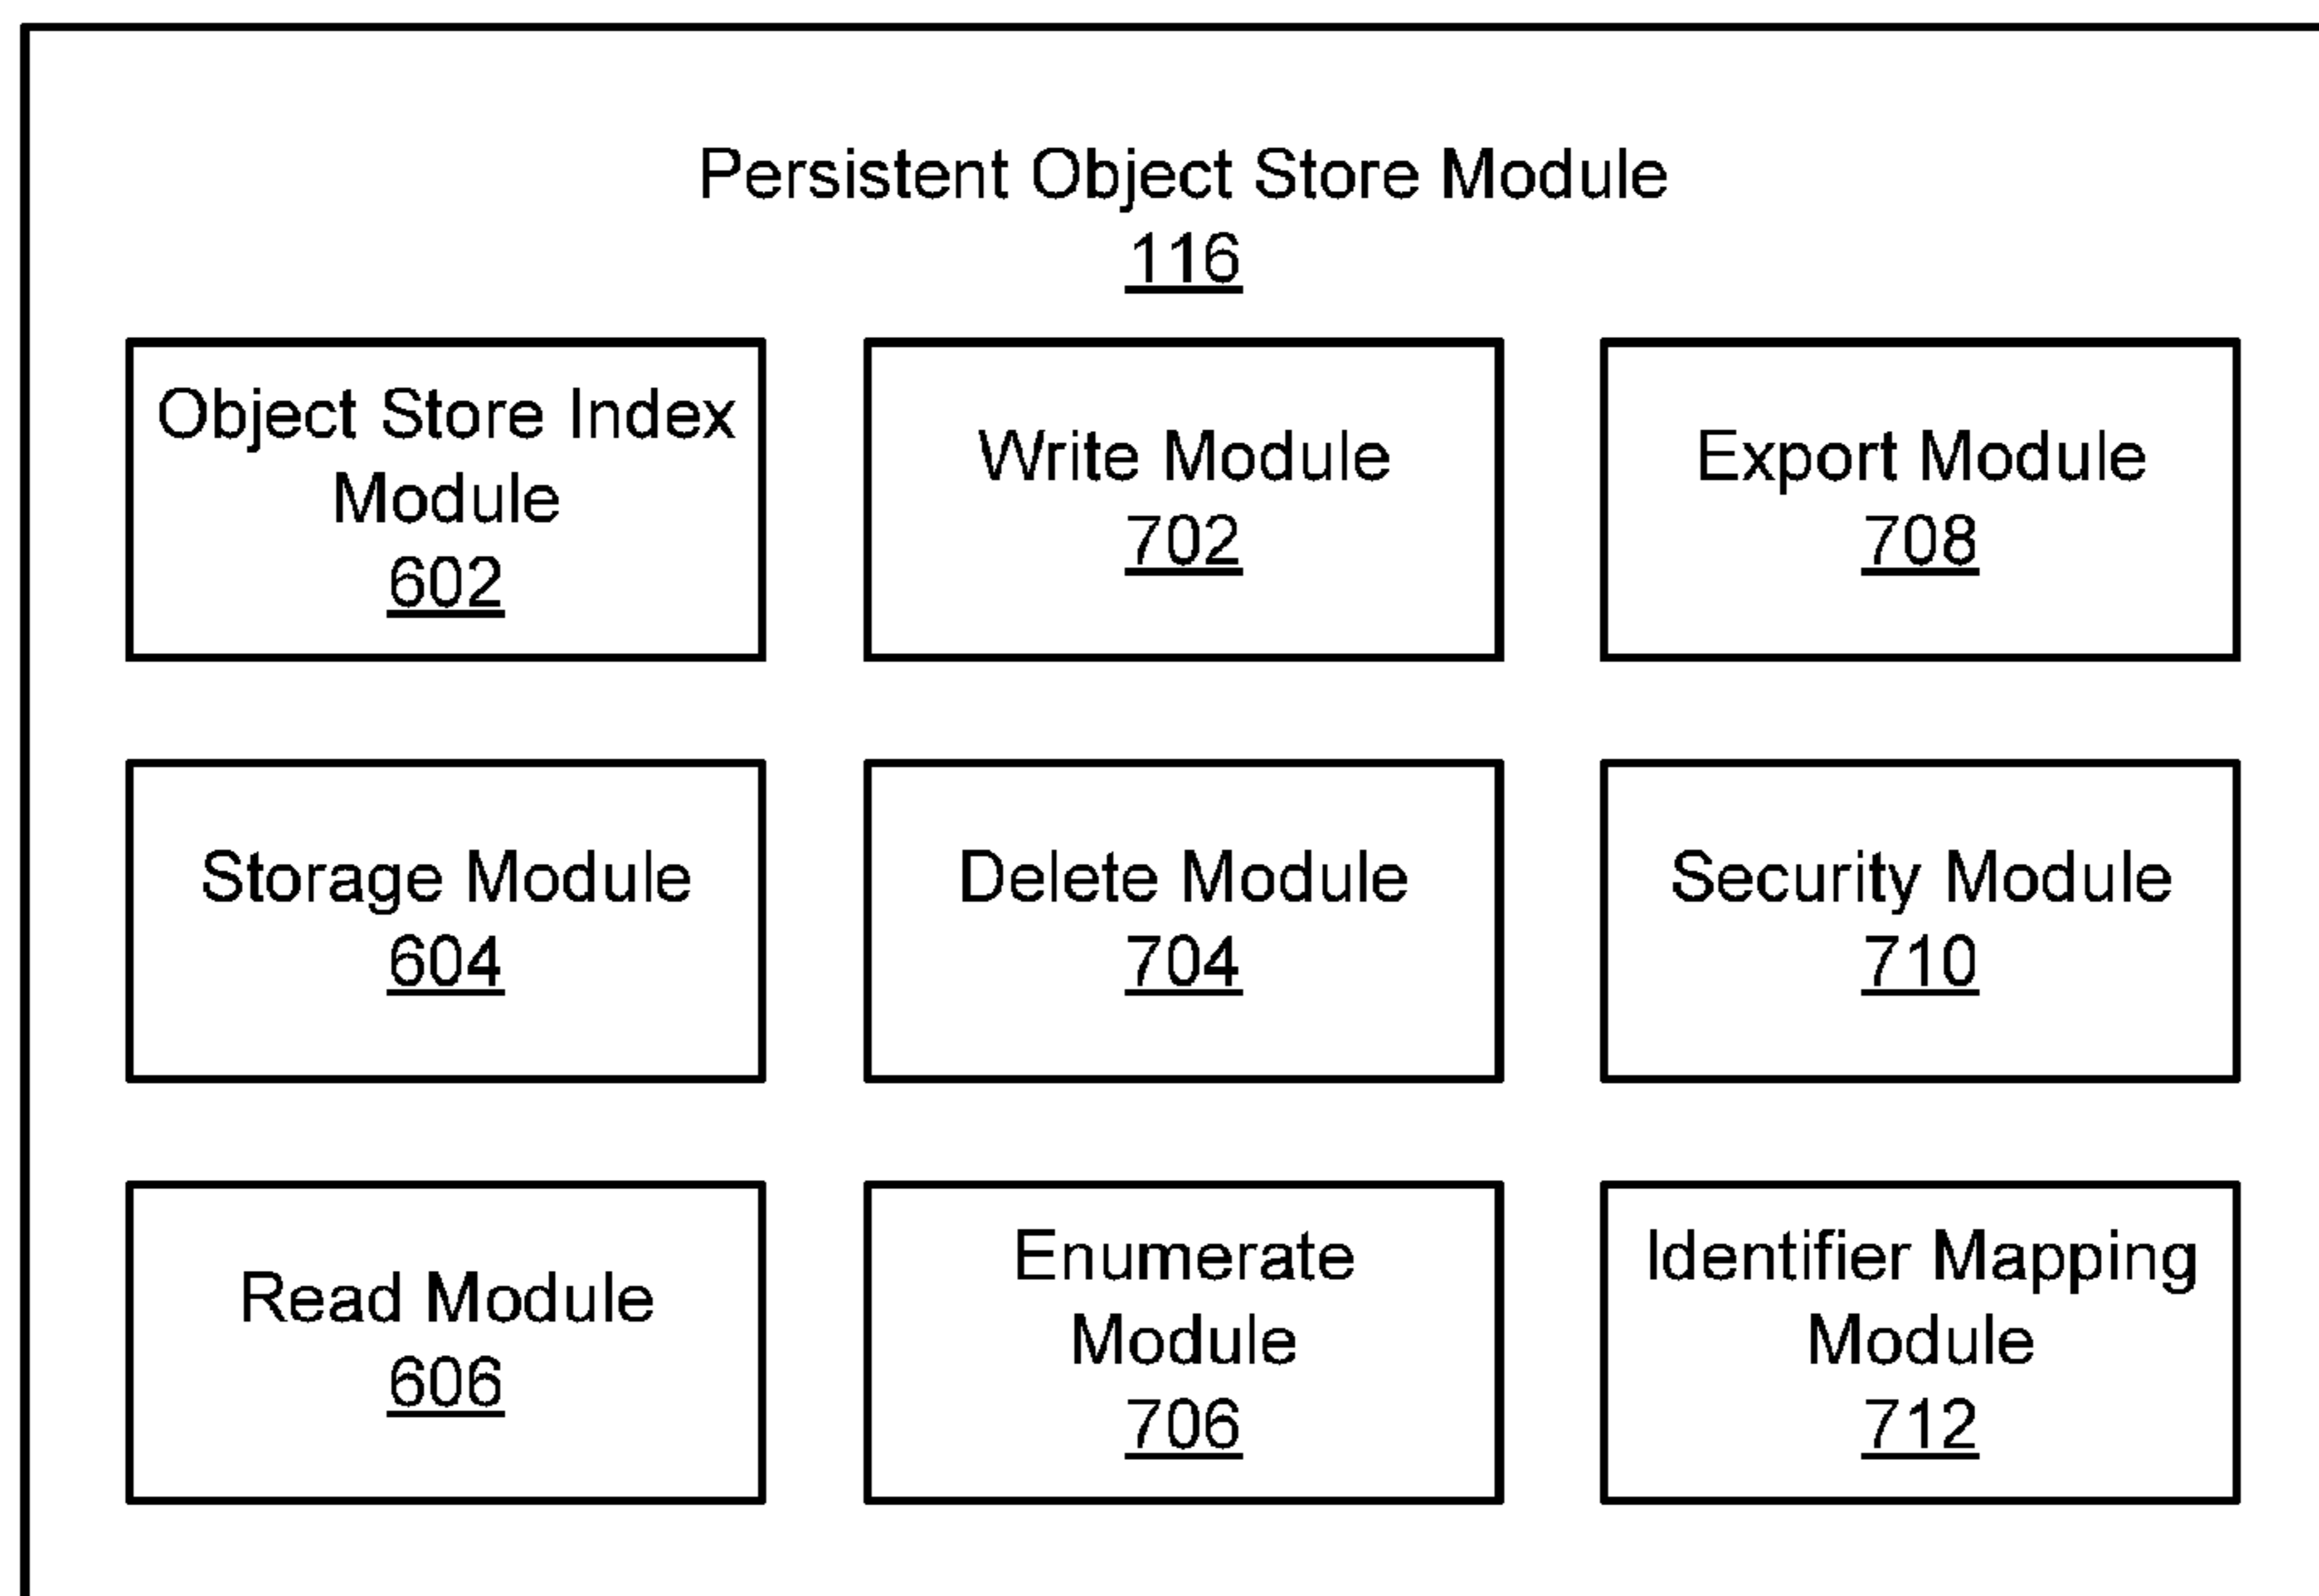 Persistent Object Store Module
116
Object Store Index
Module
602
Write Module
702
Export Module
708
Storage Module
604
Delete Module
704
Security Module
710
Read Module
606
Enumerate
Module
706
Identifier Mapping
Module
712